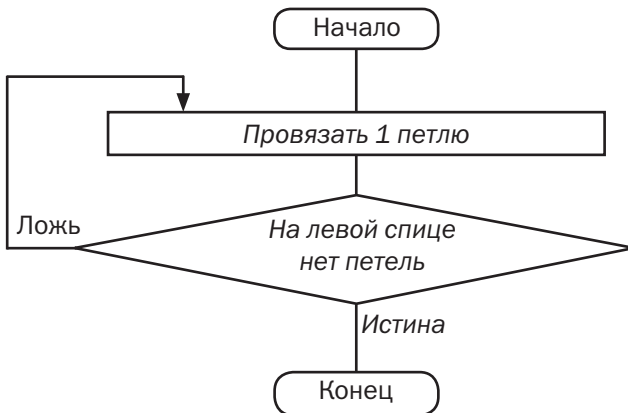 Начало
Провязать 1 петлю
Ложь
На левой спице
нет петель
Истина
Конец